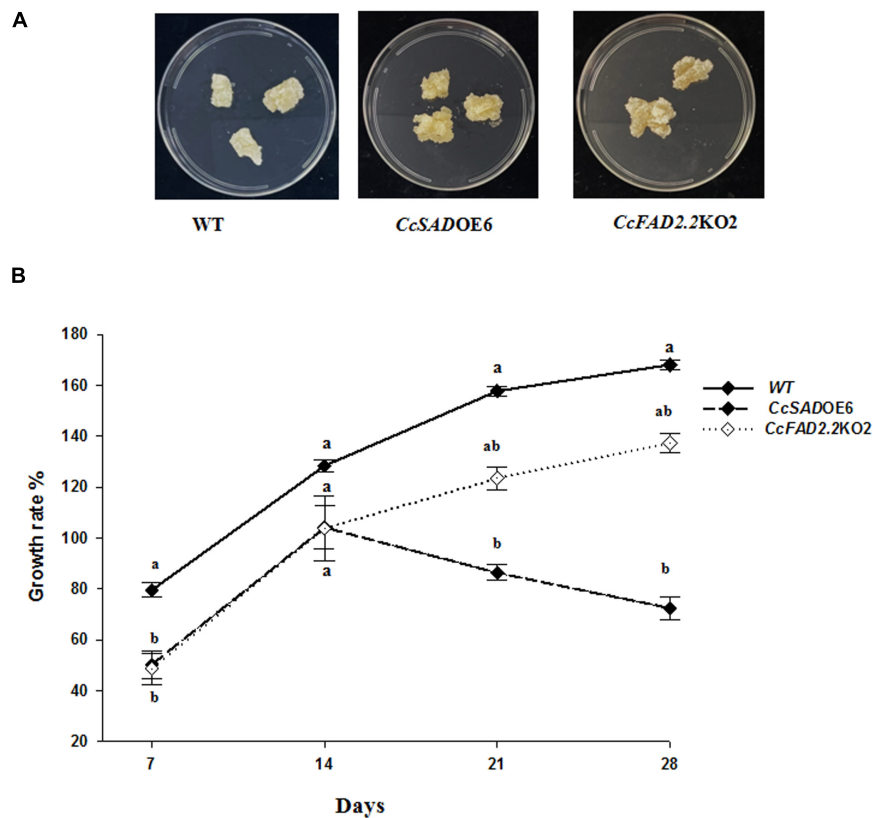 A
WT
CcSADOE6
CcFAD2.2KO2
B
Growth rate %
180
160
140
120
100
80
60
40
20
a
b
b
a
a
a
a
ab
b
a
ab
b
7
14
21
28
Days
WT
CcSADOE6
CcFAD2.2KO2